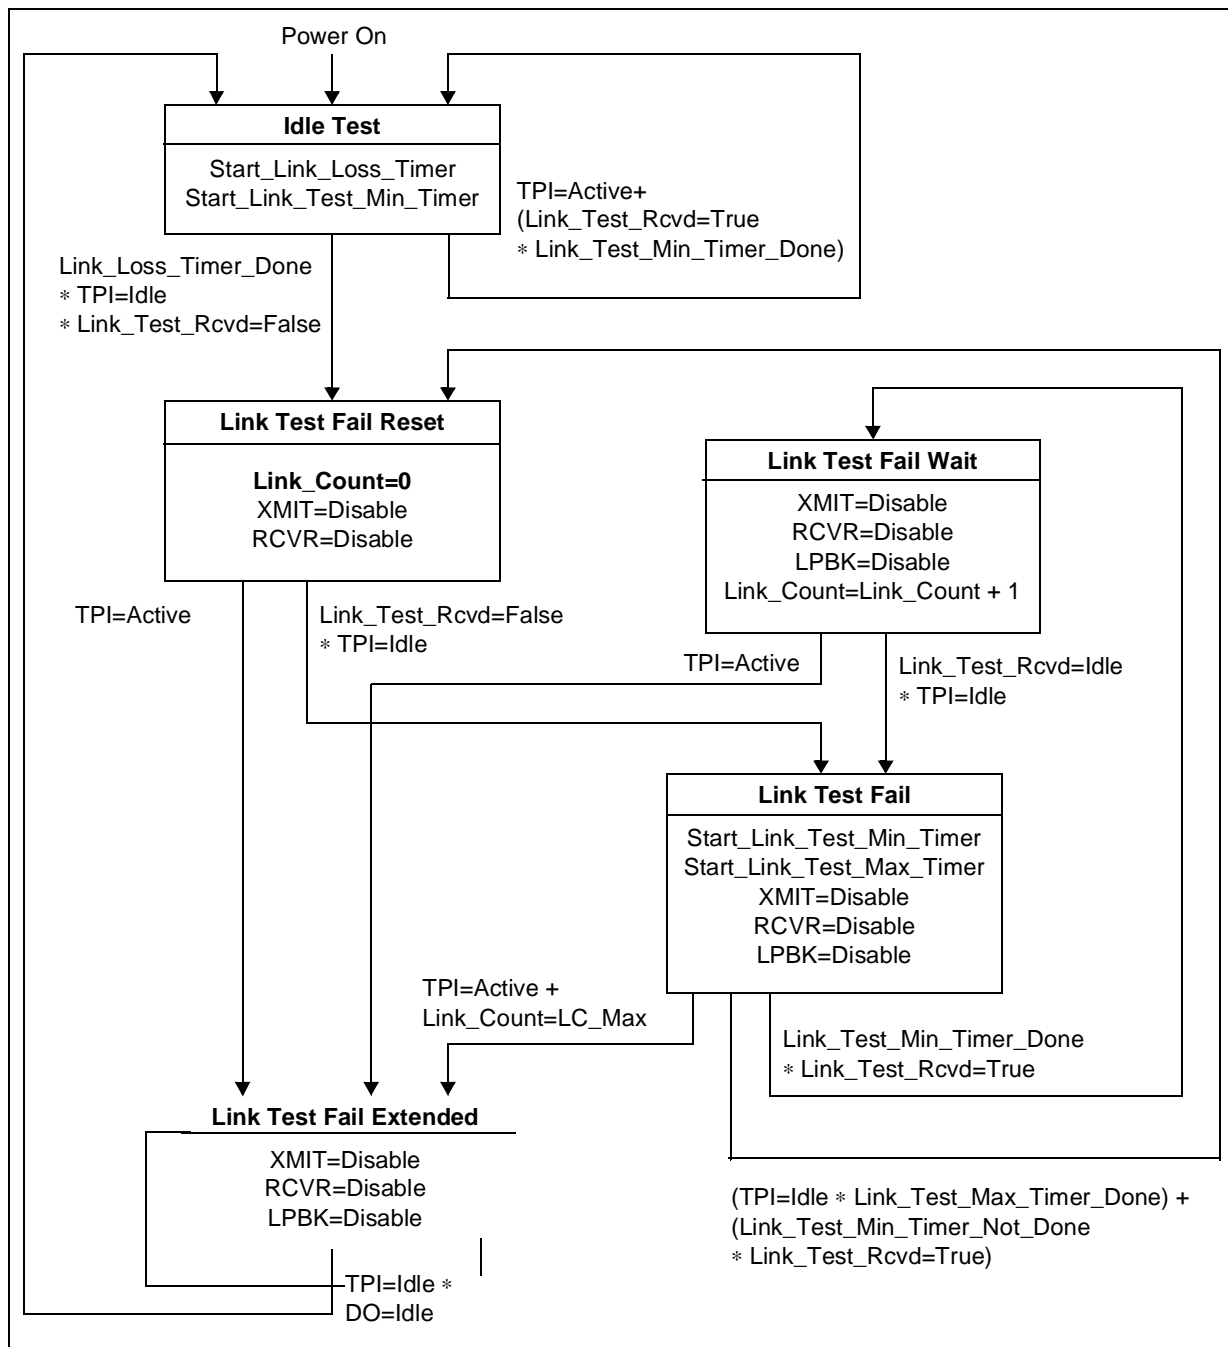 Power On
Idle Test
Start_Link_Loss_Timer
Start_Link_Test_Min_Timer
TPI=Active+
(Link_Test_Rcvd=True
* Link_Test_Min_Timer_Done)
Link_Loss_Timer_Done
* TPI=Idle
* Link_Test_Rcvd=False
Link Test Fail Reset
Link_Count=0
XMIT=Disable
RCVR=Disable
Link Test Fail Wait
XMIT=Disable
RCVR=Disable
LPBK=Disable
Link_Count=Link_Count + 1
TPI=Active
Link_Test_Rcvd=False
* TPI=Idle
TPI=Active
Link_Test_Rcvd=Idle
* TPI=Idle
Link Test Fail
Start_Link_Test_Min_Timer
Start_Link_Test_Max_Timer
XMIT=Disable
RCVR=Disable
LPBK=Disable
TPI=Active +
Link_Count=LC_Max
Link_Test_Min_Timer_Done
* Link_Test_Rcvd=True
Link Test Fail Extended
XMIT=Disable
RCVR=Disable
LPBK=Disable
TPI=Idle *
DO=Idle
(TPI=Idle * Link_Test_Max_Timer_Done) +
(Link_Test_Min_Timer_Not_Done
* Link_Test_Rcvd=True)